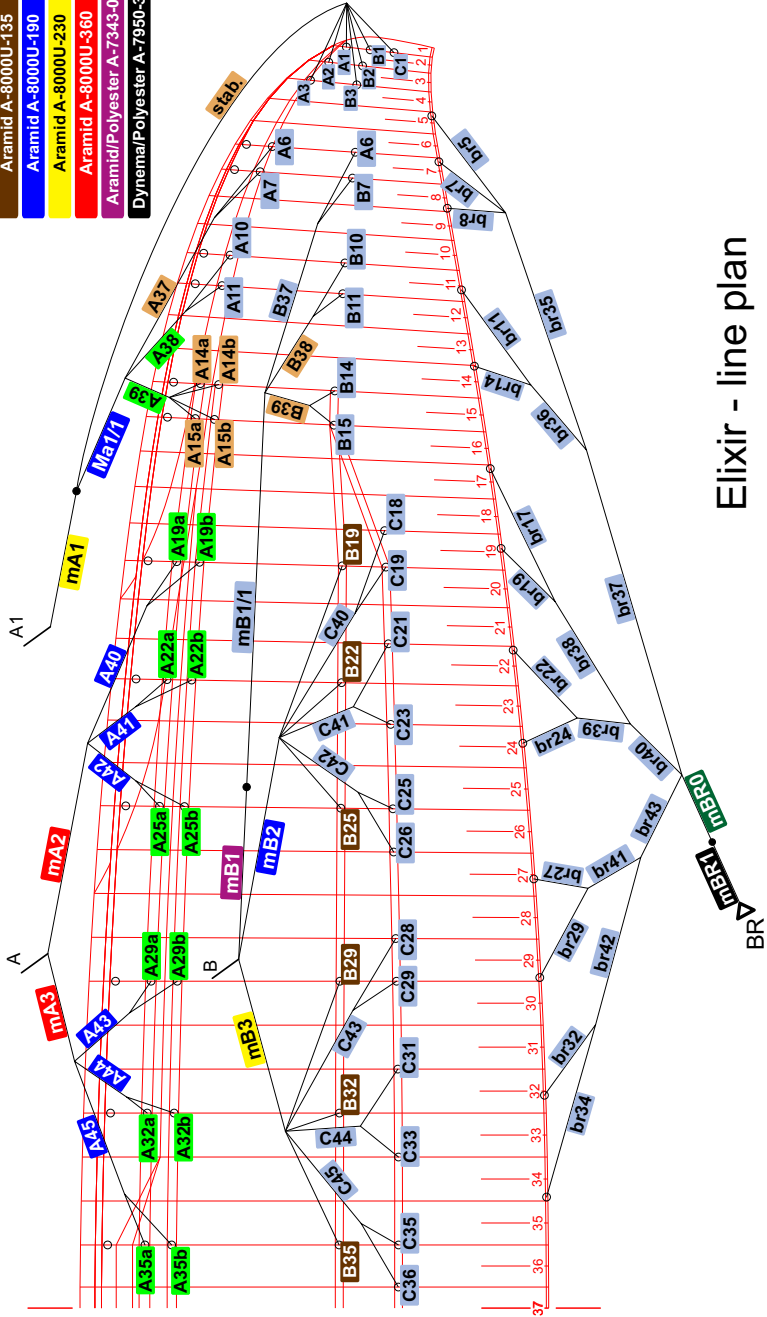 Aramid A-8000U-135
Aramid A-8000U-190
Aramid A-8000U-230
Aramid A-8000U-360
Aramid/Polyester A-7343-0
Dynema/Polyester A-7950-3
Elixir - line plan
stab.
A3
A2
A1
B3
B2
B1
C1
A1
mA1
Ma1/1
A37
A38
A39
A6
A7
A10
A11
A14a
A14b
A15a
A15b
A19a
A19b
A40
A22a
A22b
A41
A42
A25a
A25b
mA2
A
mA3
A29a
A29b
A43
A44
A45
A32a
A32b
A35a
A35b
A6
B7
B37
B10
B11
B38
B39
B14
B15
mB1/1
mB1
mB2
B
mB3
B19
B22
B25
B29
B32
B35
C18
C19
C40
C21
C23
C41
C42
C25
C26
C28
C29
C43
C31
C33
C44
C45
C35
C36
1
2
3
4
5
6
7
8
9
10
11
12
13
14
15
16
17
18
19
20
21
22
23
24
25
26
27
28
29
30
31
32
33
34
35
36
37
br5
br7
br8
br35
br11
br14
br36
br37
br17
br19
br38
br22
br24
br39
br40
br27
br29
br41
br43
br42
br32
br34
mBR0
mBR1
BR